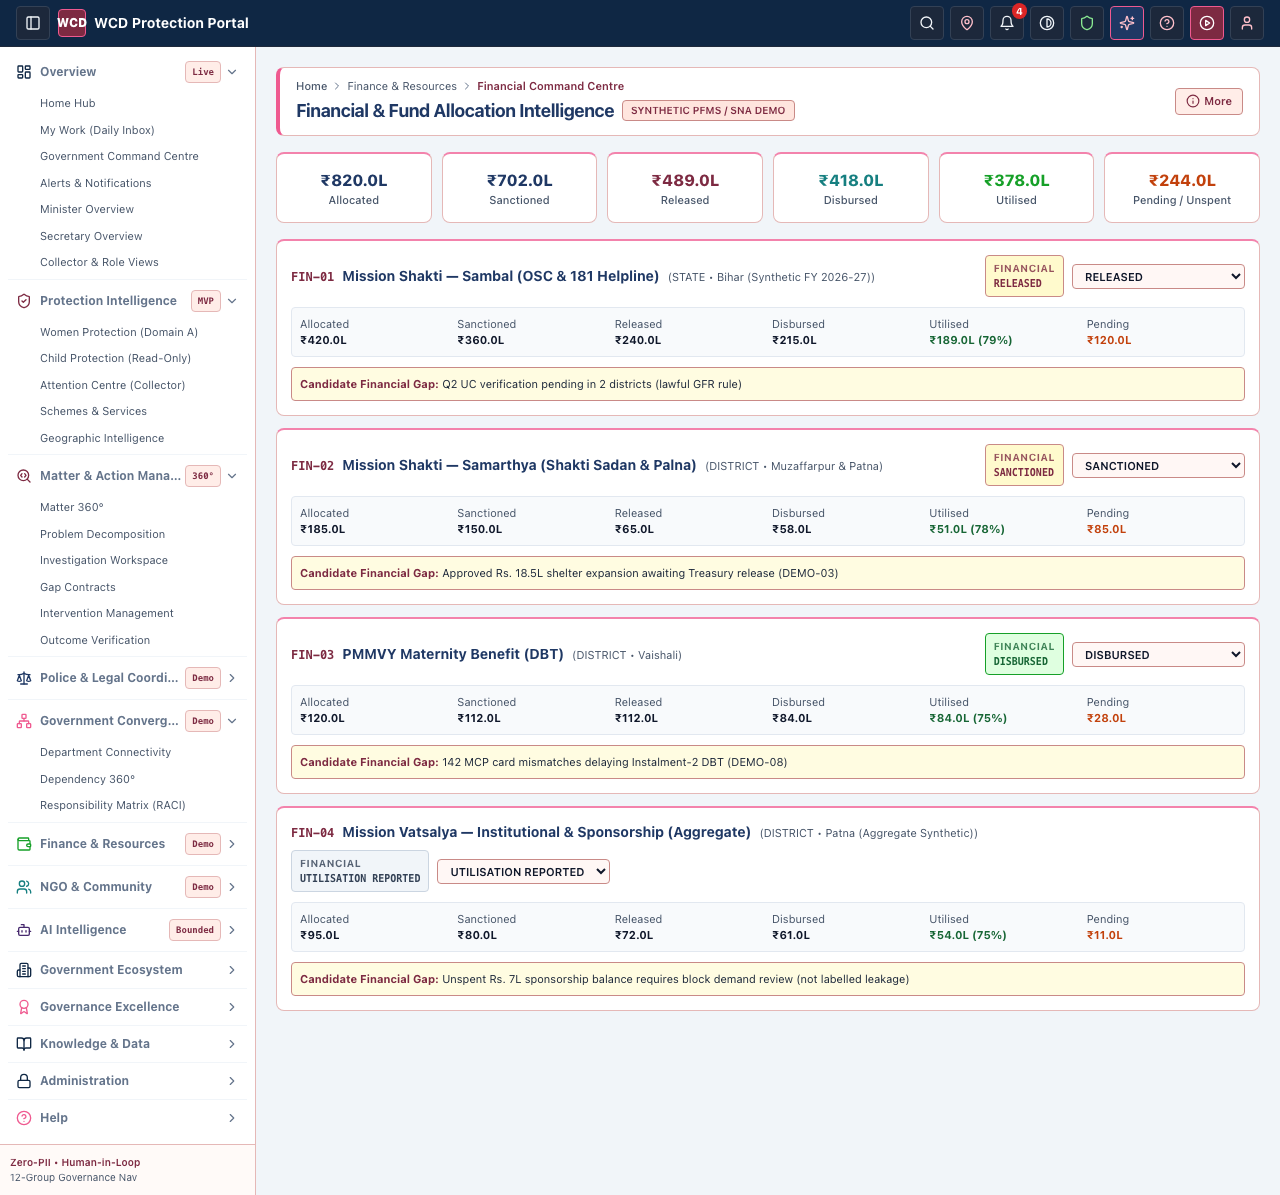 WCD WCD Protection Portal
4
Overview Live
Home Hub
My Work (Daily Inbox)
Government Command Centre
Alerts & Notifications
Minister Overview
Secretary Overview
Collector & Role Views
Protection Intelligence MVP
Women Protection (Domain A)
Child Protection (Read-Only)
Attention Centre (Collector)
Schemes & Services
Geographic Intelligence
Matter & Action Mana... 360°
Matter 360°
Problem Decomposition
Investigation Workspace
Gap Contracts
Intervention Management
Outcome Verification
Police & Legal Coordi... Demo
Government Converg... Demo
Department Connectivity
Dependency 360°
Responsibility Matrix (RACI)
Finance & Resources Demo
NGO & Community Demo
AI Intelligence Bounded
Government Ecosystem
Governance Excellence
Knowledge & Data
Administration
Help
Zero-PII • Human-in-Loop
12-Group Governance Nav
Home > Finance & Resources > Financial Command Centre
Financial & Fund Allocation Intelligence SYNTHETIC PFMS / SNA DEMO
More
₹820.0L ₹702.0L ₹489.0L ₹418.0L ₹378.0L ₹244.0L
Allocated Sanctioned Released Disbursed Utilised Pending / Unspent
FIN-01 Mission Shakti — Sambal (OSC & 181 Helpline) (STATE • Bihar (Synthetic FY 2026-27))
FINANCIAL
RELEASED
RELEASED
Allocated Sanctioned Released Disbursed Utilised Pending
₹420.0L ₹360.0L ₹240.0L ₹215.0L ₹189.0L (79%) ₹120.0L
Candidate Financial Gap: Q2 UC verification pending in 2 districts (lawful GFR rule)
FIN-02 Mission Shakti — Samarthya (Shakti Sadan & Palna) (DISTRICT • Muzaffarpur & Patna)
FINANCIAL
SANCTIONED
SANCTIONED
Allocated Sanctioned Released Disbursed Utilised Pending
₹185.0L ₹150.0L ₹65.0L ₹58.0L ₹51.0L (78%) ₹85.0L
Candidate Financial Gap: Approved Rs. 18.5L shelter expansion awaiting Treasury release (DEMO-03)
FIN-03 PMMVY Maternity Benefit (DBT) (DISTRICT • Vaishali)
FINANCIAL
DISBURSED
DISBURSED
Allocated Sanctioned Released Disbursed Utilised Pending
₹120.0L ₹112.0L ₹112.0L ₹84.0L ₹84.0L (75%) ₹28.0L
Candidate Financial Gap: 142 MCP card mismatches delaying Instalment-2 DBT (DEMO-08)
FIN-04 Mission Vatsalya — Institutional & Sponsorship (Aggregate) (DISTRICT • Patna (Aggregate Synthetic))
FINANCIAL
UTILISATION REPORTED
UTILISATION REPORTED
Allocated Sanctioned Released Disbursed Utilised Pending
₹95.0L ₹80.0L ₹72.0L ₹61.0L ₹54.0L (75%) ₹11.0L
Candidate Financial Gap: Unspent Rs. 7L sponsorship balance requires block demand review (not labelled leakage)